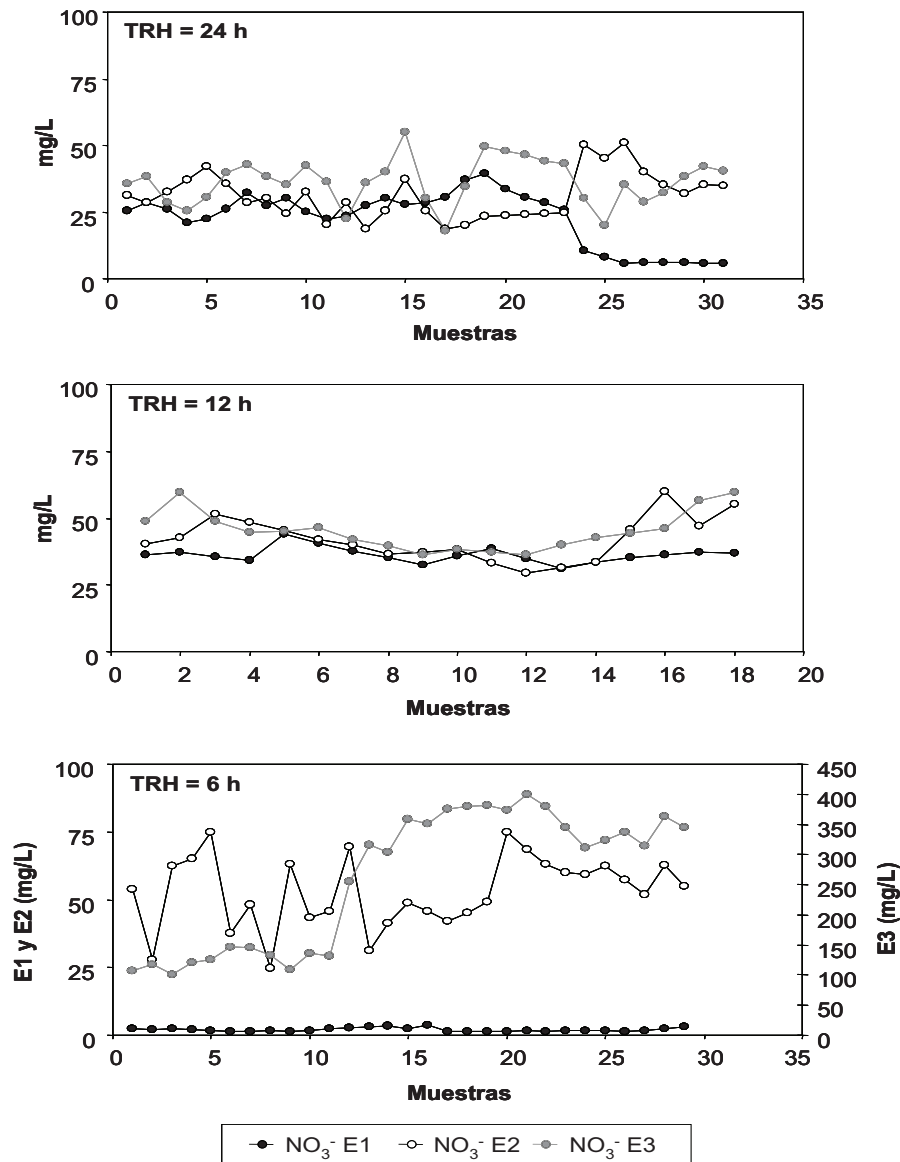 TRH = 24 h
100
75
50
25
0
mg/L
0 5 10 15 20 25 30 35
Muestras
TRH = 12 h
100
75
50
25
0
mg/L
0 2 4 6 8 10 12 14 16 18 20
Muestras
TRH = 6 h
100
75
50
25
0
E1 y E2 (mg/L)
450
400
350
300
250
200
150
100
50
0
E3 (mg/L)
0 5 10 15 20 25 30 35
Muestras
NO₃⁻ E1 NO₃⁻ E2 NO₃⁻ E3